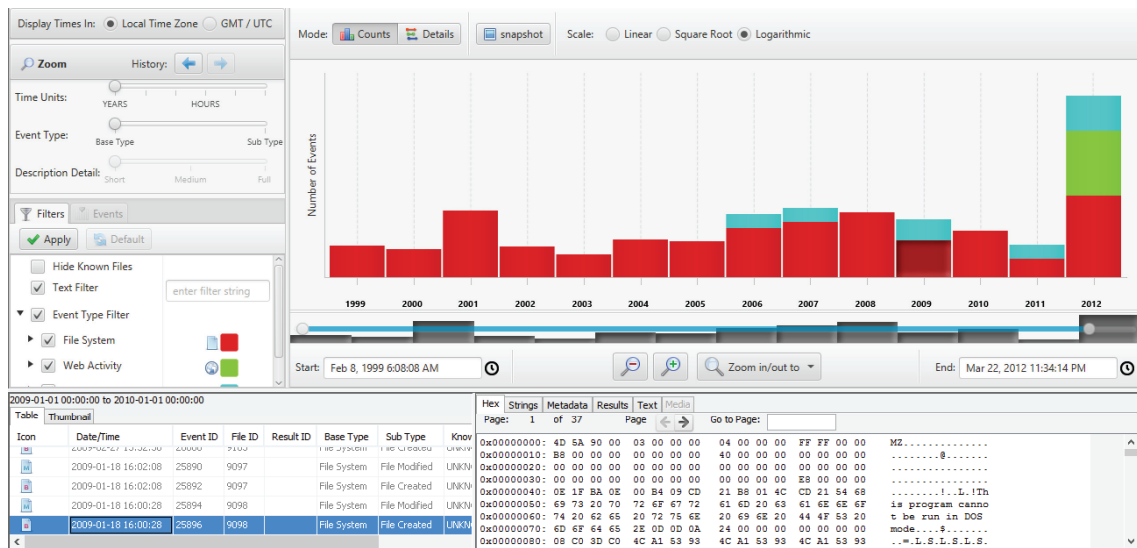 Display Times In: Local Time Zone GMT / UTC
Mode: Counts Details snapshot Scale: Linear Square Root Logarithmic
Zoom History:
Time Units: YEARS HOURS
Event Type: Base Type Sub Type
Description Detail: Short Medium Full
Filters Events
Apply Default
Hide Known Files
Text Filter enter filter string
Event Type Filter
File System
Web Activity
Number of Events
1999 2000 2001 2002 2003 2004 2005 2006 2007 2008 2009 2010 2011 2012
Start: Feb 8, 1999 6:08:08 AM Zoom in/out to End: Mar 22, 2012 11:34:14 PM
2009-01-01 00:00:00 to 2010-01-01 00:00:00
Table Thumbnail
Icon Date/Time Event ID File ID Result ID Base Type Sub Type Know
2009-01-18 16:02:08 25890 9097 File System File Modified UNKN
2009-01-18 16:02:08 25892 9097 File System File Created UNKN
2009-01-18 16:00:28 25894 9098 File System File Modified UNKN
2009-01-18 16:00:28 25896 9098 File System File Created UNKN
Hex Strings Metadata Results Text Media
Page: 1 of 37 Page Go to Page:
0x00000000: 4D 5A 90 00 03 00 00 00 04 00 00 00 FF FF 00 00 MZ..............
0x00000010: B8 00 00 00 00 00 00 00 40 00 00 00 00 00 00 00 ........@.......
0x00000020: 00 00 00 00 00 00 00 00 00 00 00 00 00 00 00 00 ................
0x00000030: 00 00 00 00 00 00 00 00 00 00 00 00 E8 00 00 00 ................
0x00000040: 0E 1F BA 0E 00 B4 09 CD 21 B8 01 4C CD 21 54 68 ........!..L.!Th
0x00000050: 69 73 20 70 72 6F 67 72 61 6D 20 63 61 6E 6E 6F is program canno
0x00000060: 74 20 62 65 20 72 75 6E 20 69 6E 20 44 4F 53 20 t be run in DOS
0x00000070: 6D 6F 64 65 2E 0D 0D 0A 24 00 00 00 00 00 00 00 mode....$.......
0x00000080: 08 C0 3D C0 4C A1 53 93 4C A1 53 93 4C A1 53 93 ..=.L.S.L.S.L.S.